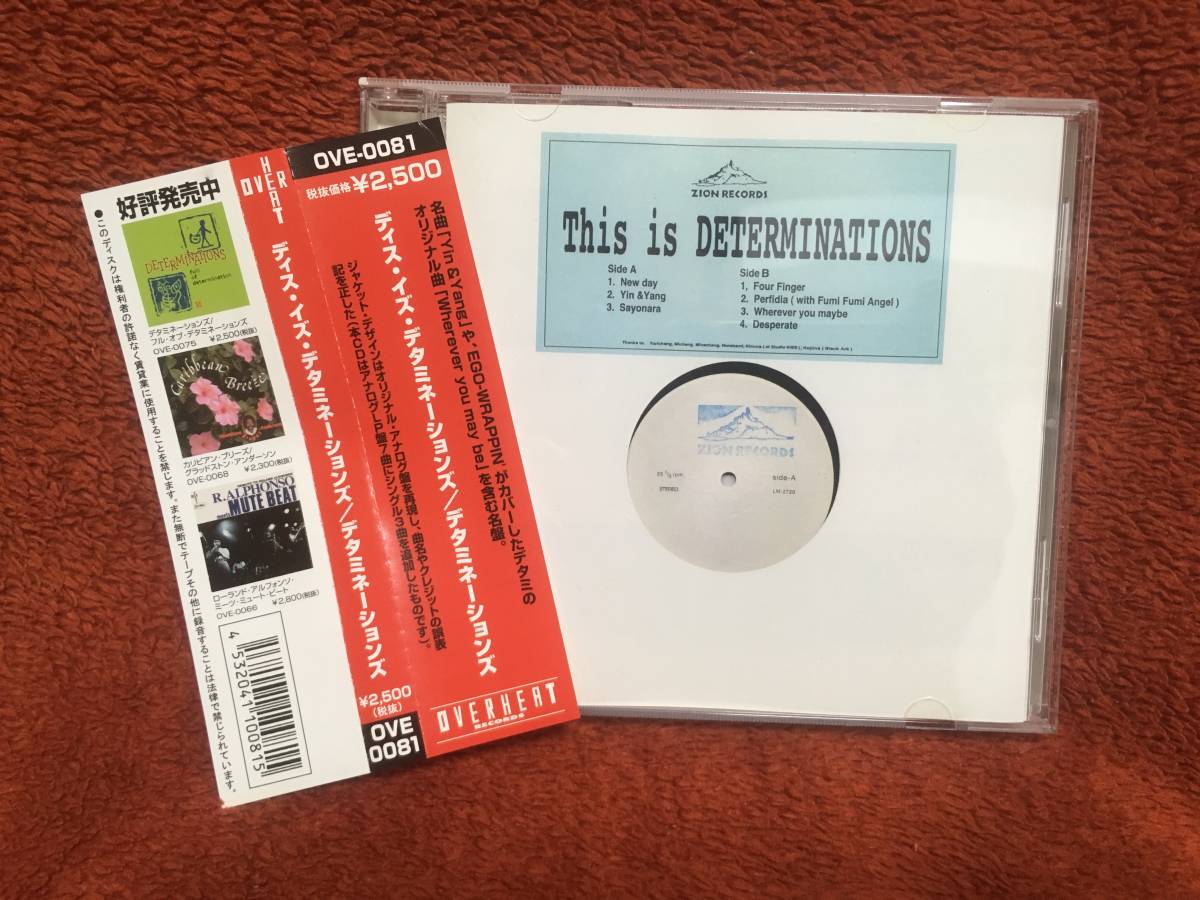 好評発売中
DETERMINATIONS
full of determination
デタミネーションズ/
フル・オブ・デタミネーションズ
OVE-0075 ¥2,500(税抜)
Caribbean Breeze
カリビアン・ブリーズ/
グラッドストン・アンダーソン
OVE-0068 ¥2,300(税抜)
R.ALPHONSO
meets
MUTE BEAT
ローランド・アルフォンソ・
ミーツ・ミュート・ビート
OVE-0066 ¥2,800(税抜)
●このディスクは権利者の許諾なく賃貸業に使用することを禁じます。また無断でテープその他に録音することは法律で禁じられています。
4532041100815
OVERHEAT
ディス・イズ・デタミネーションズ/デタミネーションズ
¥2,500
(税抜)
OVE
0081
OVE-0081
税抜価格¥2,500
名曲「Yin &Yang」や、EGO-WRAPPIN'がカバーしたデタミの
オリジナル曲「Wherever you may be」を含む名盤。
ディス・イズ・デタミネーションズ/デタミネーションズ
ジャケット・デザインはオリジナル・アナログ盤を再現し、曲名やクレジットの誤表
記を正した(本CDはアナログLP盤7曲にシングル3曲を追加したものです)。
OVERHEAT
RECORDS
ZION RECORDS
This is DETERMINATIONS
Side A
1. New day
2. Yin &Yang
3. Sayonara
Side B
1. Four Finger
2. Perfidia ( with Fumi Fumi Angel )
3. Wherever you maybe
4. Desperate
Thanks to
ZION RECORDS
33 1/3 rpm
STEREO
side-A
LM-2720